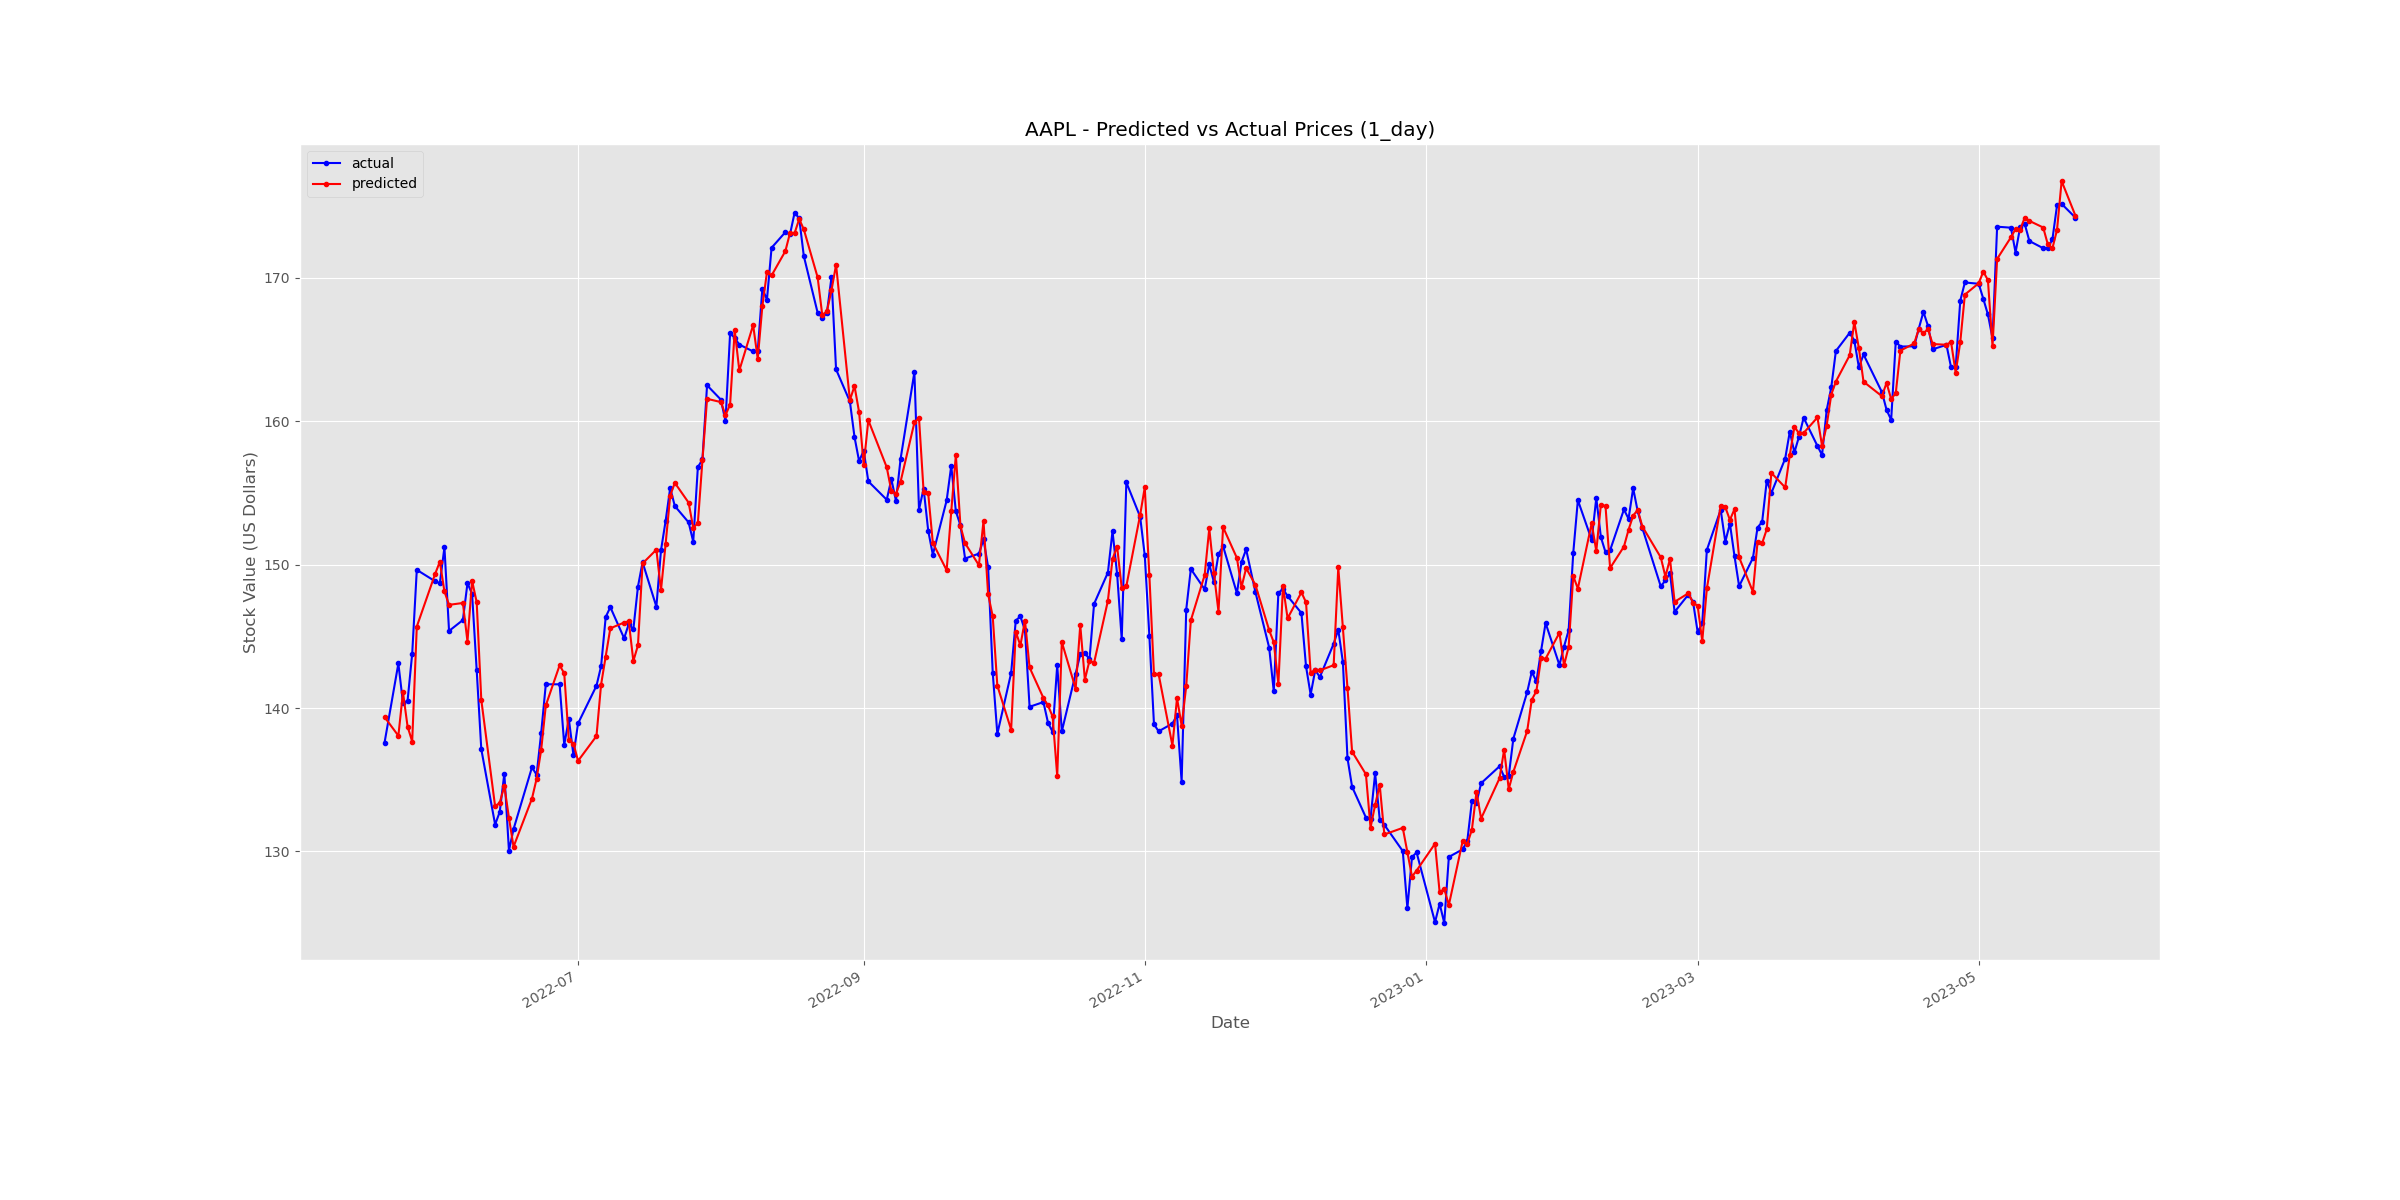 AAPL - Predicted vs Actual Prices (1_day)
actual
predicted
Stock Value (US Dollars)
170
160
150
140
130
2022-07
2022-09
2022-11
2023-01
2023-03
2023-05
Date